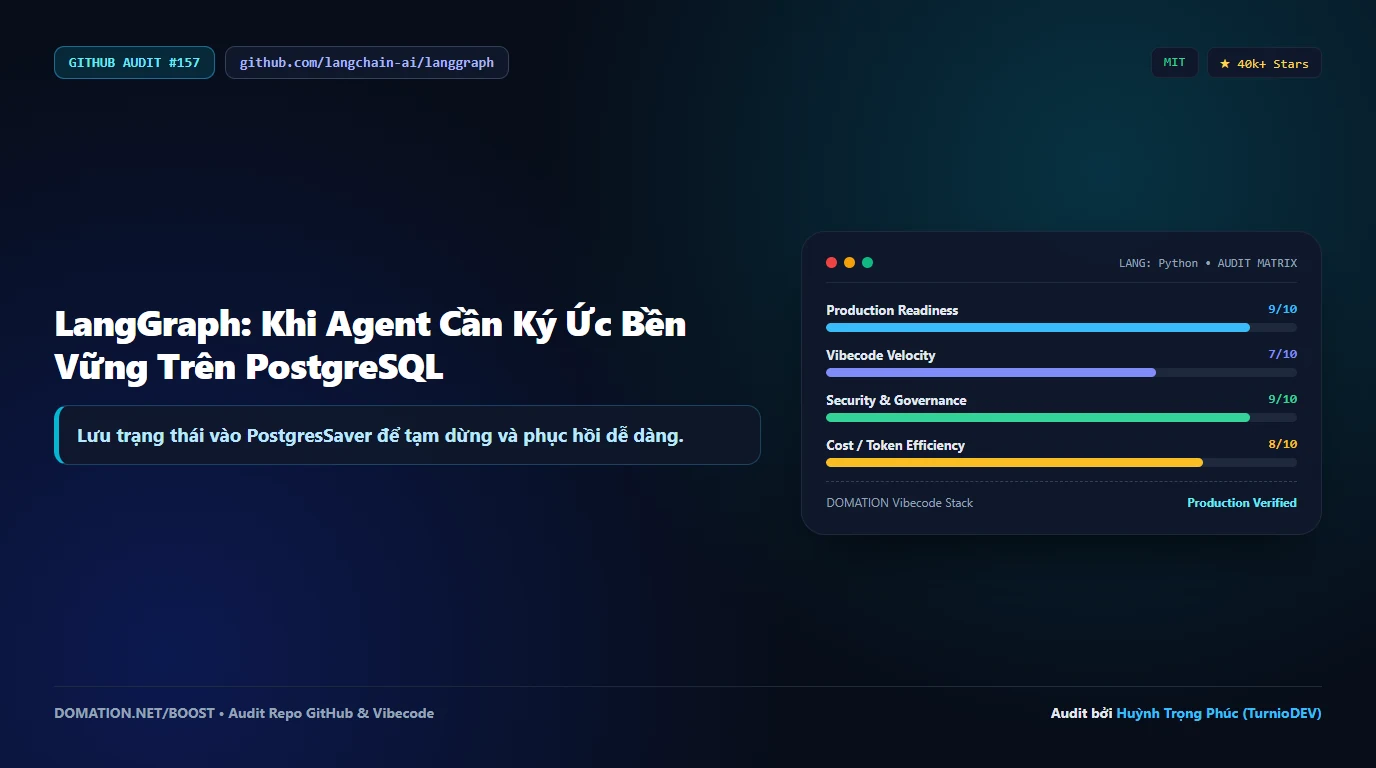 GITHUB AUDIT #157
github.com/langchain-ai/langgraph
MIT
★ 40k+ Stars
LangGraph: Khi Agent Cần Ký Ức Bền
Vững Trên PostgreSQL
Lưu trạng thái vào PostgresSaver để tạm dừng và phục hồi dễ dàng.
LANG: Python • AUDIT MATRIX
Production Readiness 9/10
Vibecode Velocity 7/10
Security & Governance 9/10
Cost / Token Efficiency 8/10
DOMATION Vibecode Stack Production Verified
DOMATION.NET/BOOST • Audit Repo GitHub & Vibecode
Audit bởi Huỳnh Trọng Phúc (TurnioDEV)